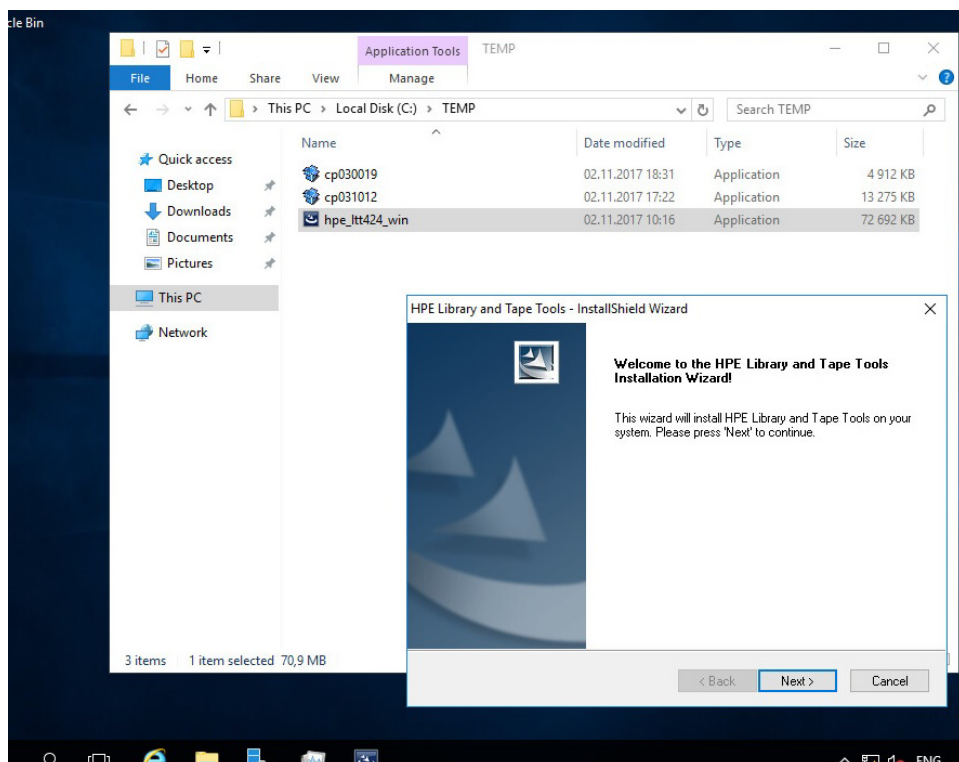 cle Bin
Application Tools TEMP
File Home Share View Manage
This PC > Local Disk (C:) > TEMP Search TEMP
Name Date modified Type Size
Quick access
Desktop
Downloads
Documents
Pictures
This PC
Network
cp030019 02.11.2017 18:31 Application 4 912 KB
cp031012 02.11.2017 17:22 Application 13 275 KB
hpe_ltt424_win 02.11.2017 10:16 Application 72 692 KB
HPE Library and Tape Tools - InstallShield Wizard
Welcome to the HPE Library and Tape Tools
Installation Wizard!
This wizard will install HPE Library and Tape Tools on your
system. Please press 'Next' to continue.
< Back Next > Cancel
3 items 1 item selected 70,9 MB
ENG